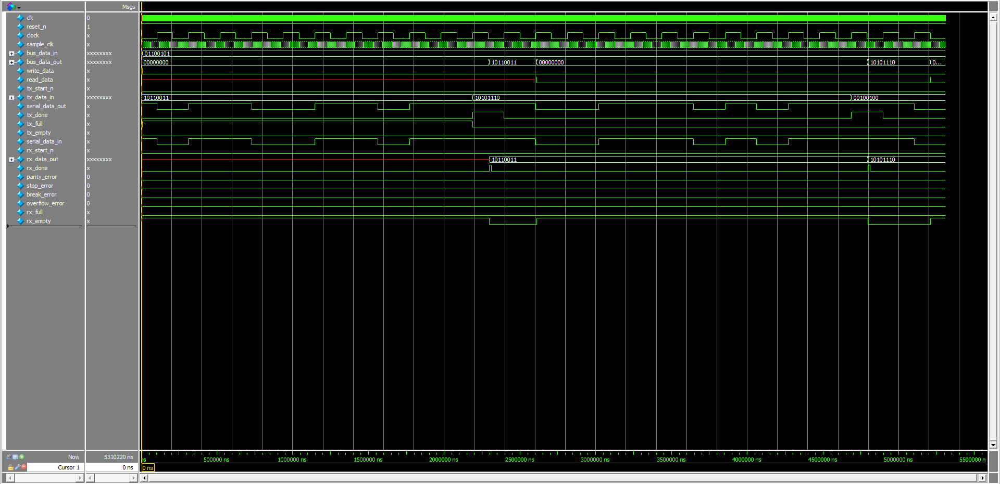 Msgs
clk 0
reset_n 1
clock x
sample_clk x
bus_data_in xxxxxxxx 01100101
bus_data_out xxxxxxxx 00000000 10110011 00000000 10101110 0...
write_data x
read_data x
tx_start_n x
tx_data_in xxxxxxxx 10110011 10101110 00100100
serial_data_out x
tx_done x
tx_full x
tx_empty x
serial_data_in x
rx_start_n x
rx_data_out xxxxxxxx 10110011 10101110
rx_done x
parity_error 0
stop_error 0
break_error 0
overflow_error 0
rx_full x
rx_empty x
Now 5310220 ns ns 500000 ns 1000000 ns 1500000 ns 2000000 ns 2500000 ns 3000000 ns 3500000 ns 4000000 ns 4500000 ns 5000000 ns 5500000 n
Cursor 1 0 ns 0 ns